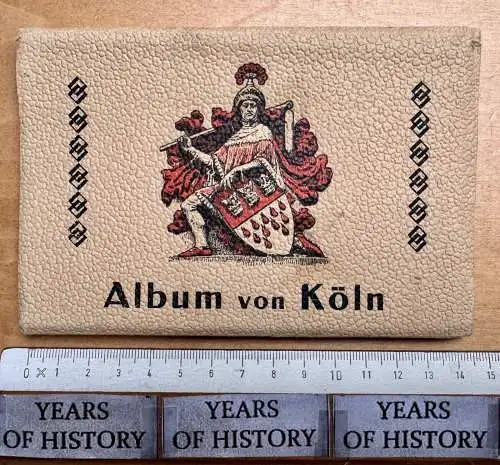 Album von Köln
0 1 2 3 4 5 6 7 8 9 10 11 12 13 14 15
YEARS
OF HISTORY
YEARS
OF HISTORY
YEARS
OF HISTORY